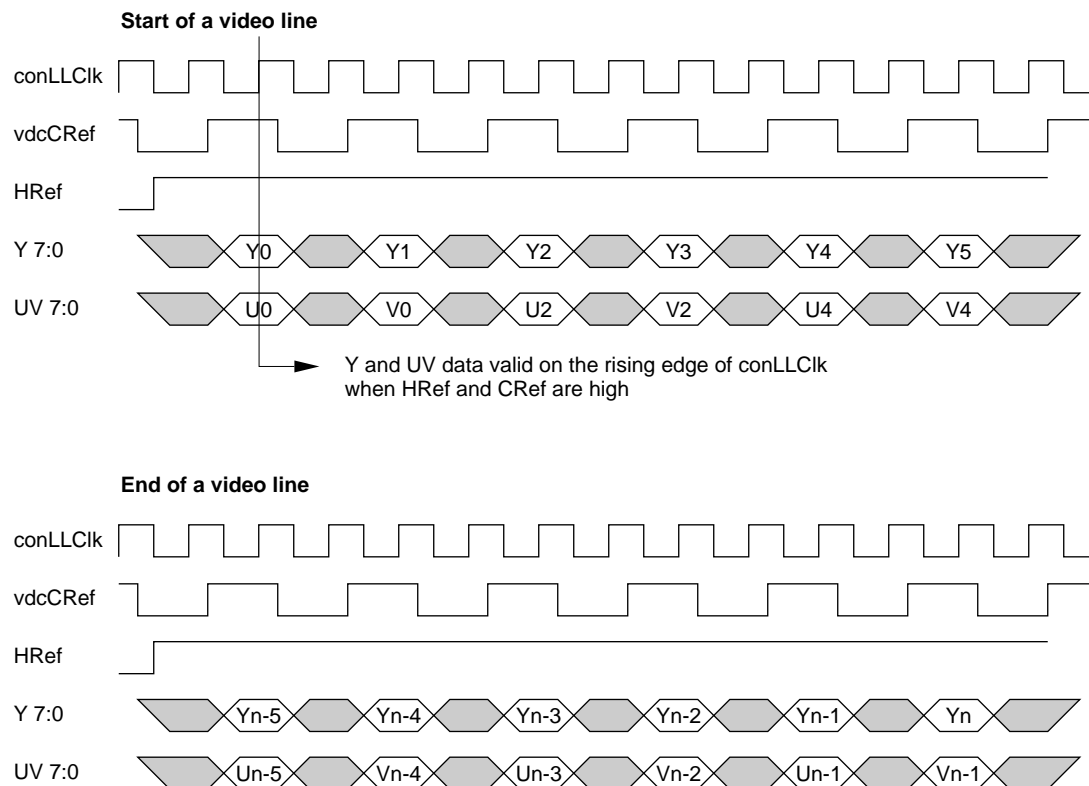 Start of a video line
conLLClk
vdcCRef
HRef
Y 7:0 Y0 Y1 Y2 Y3 Y4 Y5
UV 7:0 U0 V0 U2 V2 U4 V4
Y and UV data valid on the rising edge of conLLClk
when HRef and CRef are high
End of a video line
conLLClk
vdcCRef
HRef
Y 7:0 Yn-5 Yn-4 Yn-3 Yn-2 Yn-1 Yn
UV 7:0 Un-5 Vn-4 Un-3 Vn-2 Un-1 Vn-1